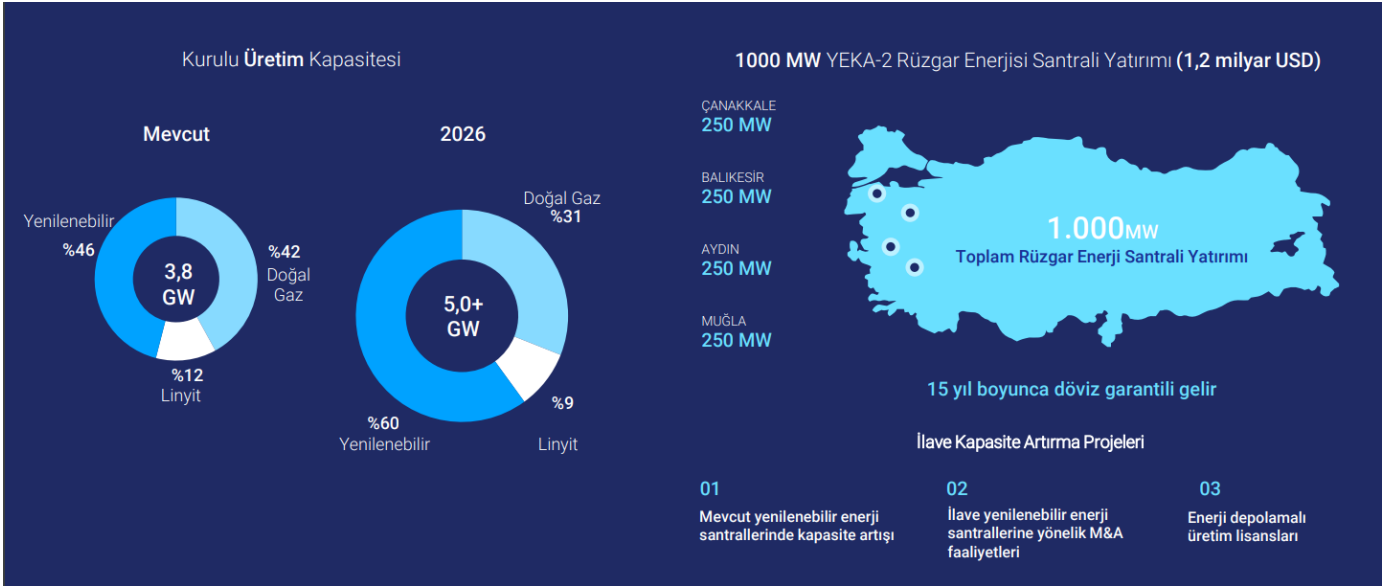 Kurulu Üretim Kapasitesi
Mevcut
Yenilenebilir
%46
3,8
GW
%42
Doğal
Gaz
%12
Linyit
2026
Doğal Gaz
%31
5,0+
GW
%9
Linyit
%60
Yenilenebilir
1000 MW YEKA-2 Rüzgar Enerjisi Santrali Yatırımı (1,2 milyar USD)
ÇANAKKALE
250 MW
BALIKESİR
250 MW
AYDIN
250 MW
MUĞLA
250 MW
1.000MW
Toplam Rüzgar Enerji Santrali Yatırımı
15 yıl boyunca döviz garantili gelir
İlave Kapasite Artırma Projeleri
01
Mevcut yenilenebilir enerji
santrallerinde kapasite artışı
02
İlave yenilenebilir enerji
santrallerine yönelik M&A
faaliyetleri
03
Enerji depolamalı
üretim lisansları